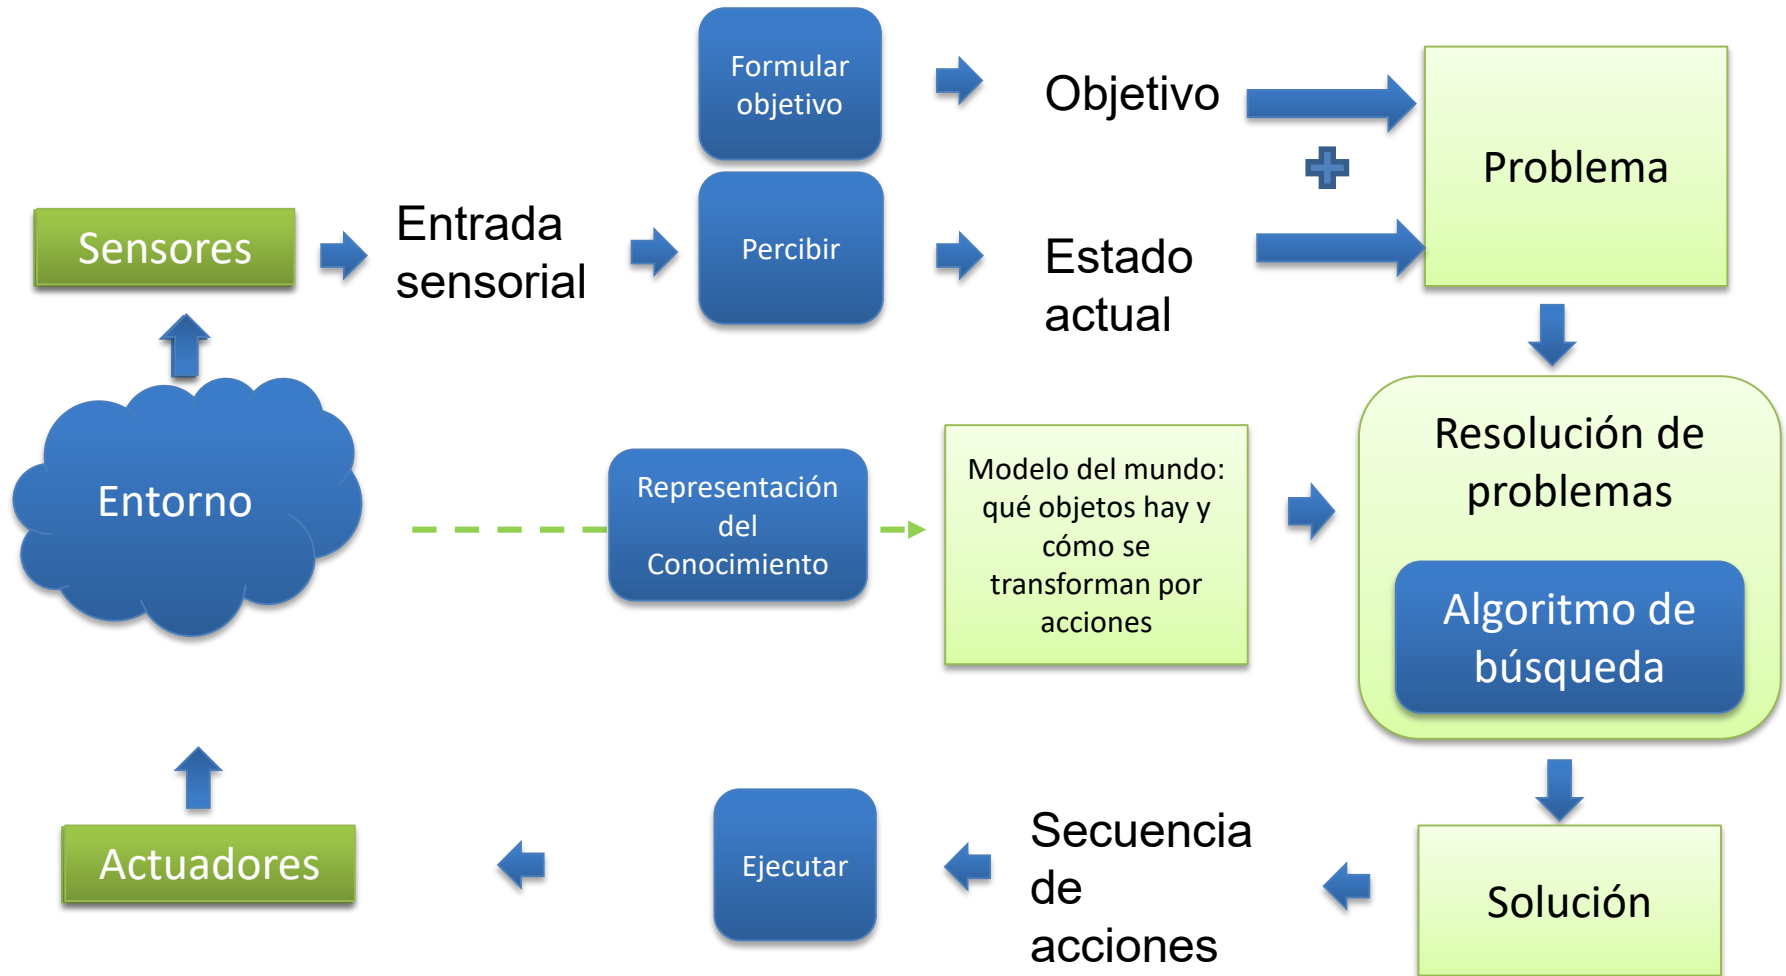 Formular
objetivo
Objetivo
Problema
Sensores
Entrada
sensorial
Percibir
Estado
actual
Entorno
Representación
del
Conocimiento
Modelo del mundo:
qué objetos hay y
cómo se
transforman por
acciones
Resolución de
problemas
Algoritmo de
búsqueda
Actuadores
Ejecutar
Secuencia
de
acciones
Solución